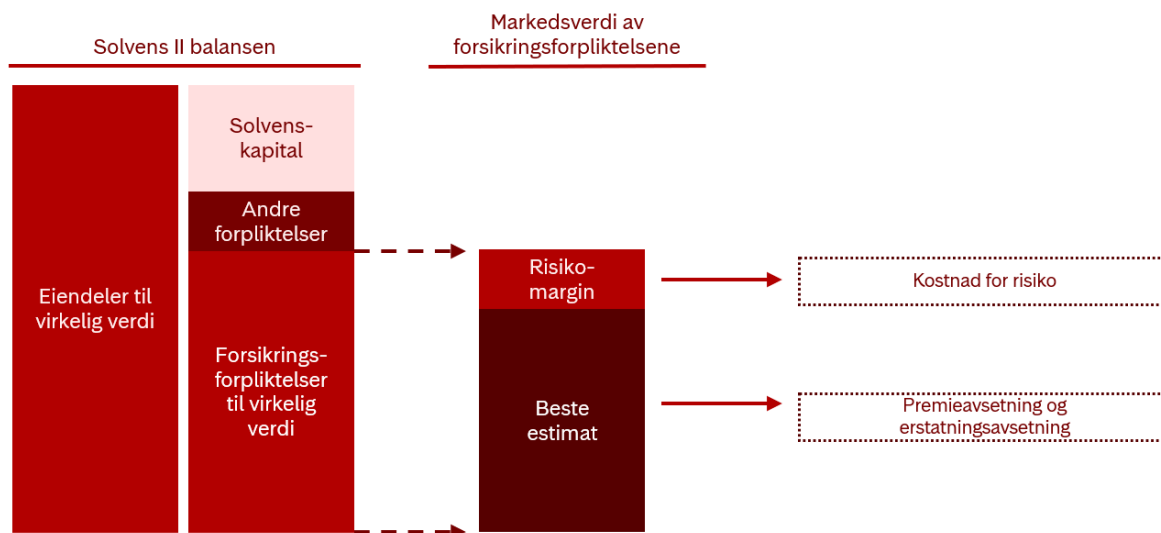 Solvens II balansen
Markedsverdi av
forsikringsforpliktelsene
Eiendeler til
virkelig verdi
Solvens-
kapital
Andre
forpliktelser
Forsikrings-
forpliktelser
til virkelig
verdi
Risiko-
margin
Beste
estimat
Kostnad for risiko
Premieavsetning og
erstatningsavsetning